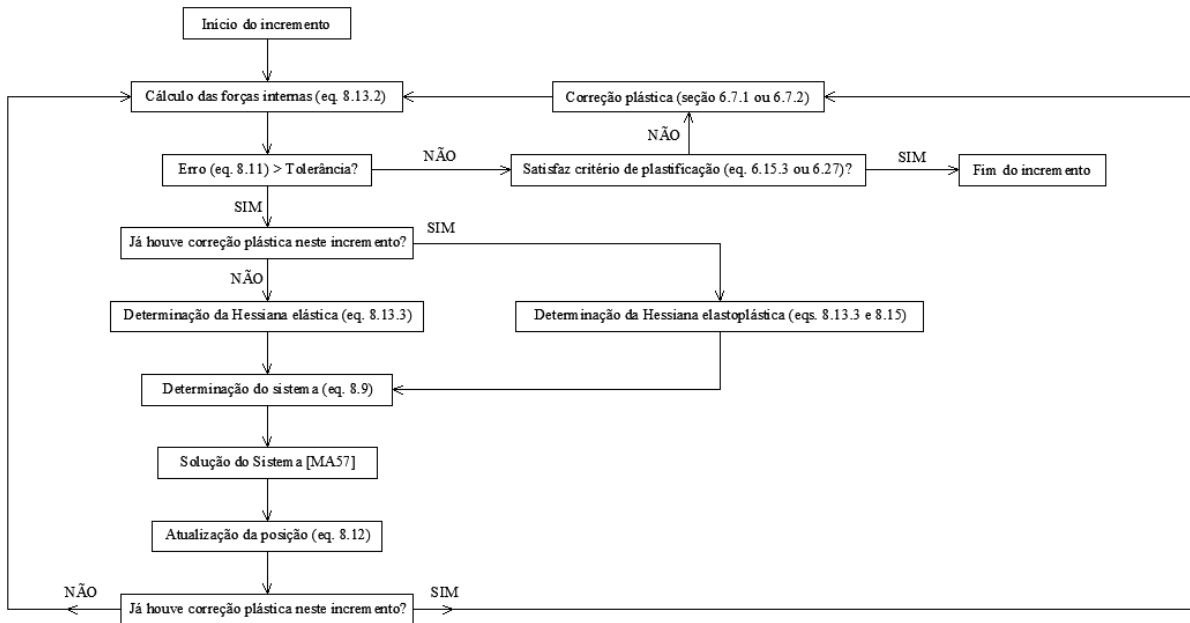 Início do incremento
Cálculo das forças internas (eq. 8.13.2)
Correção plástica (seção 6.7.1 ou 6.7.2)
NÃO
Erro (eq. 8.11) > Tolerância?
NÃO
Satisfaz critério de plastificação (eq. 6.15.3 ou 6.27)?
SIM
Fim do incremento
SIM
Já houve correção plástica neste incremento?
SIM
NÃO
Determinação da Hessiana elástica (eq. 8.13.3)
Determinação da Hessiana elastoplástica (eqs. 8.13.3 e 8.15)
Determinação do sistema (eq. 8.9)
Solução do Sistema [MA57]
Atualização da posição (eq. 8.12)
NÃO
Já houve correção plástica neste incremento?
SIM